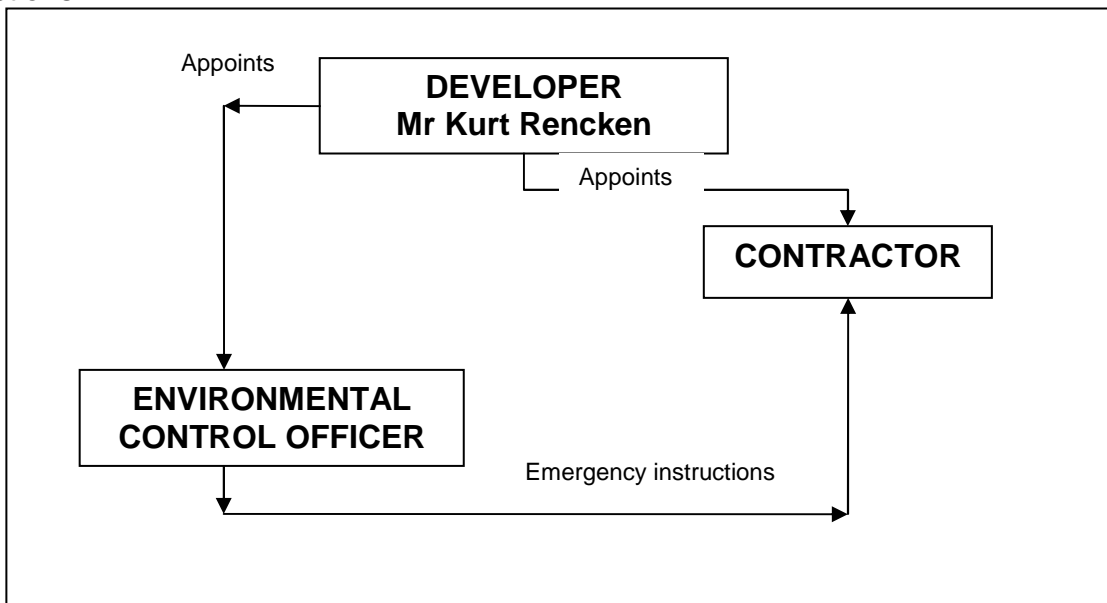 Appoints
DEVELOPER
Mr Kurt Rencken
Appoints
CONTRACTOR
ENVIRONMENTAL
CONTROL OFFICER
Emergency instructions